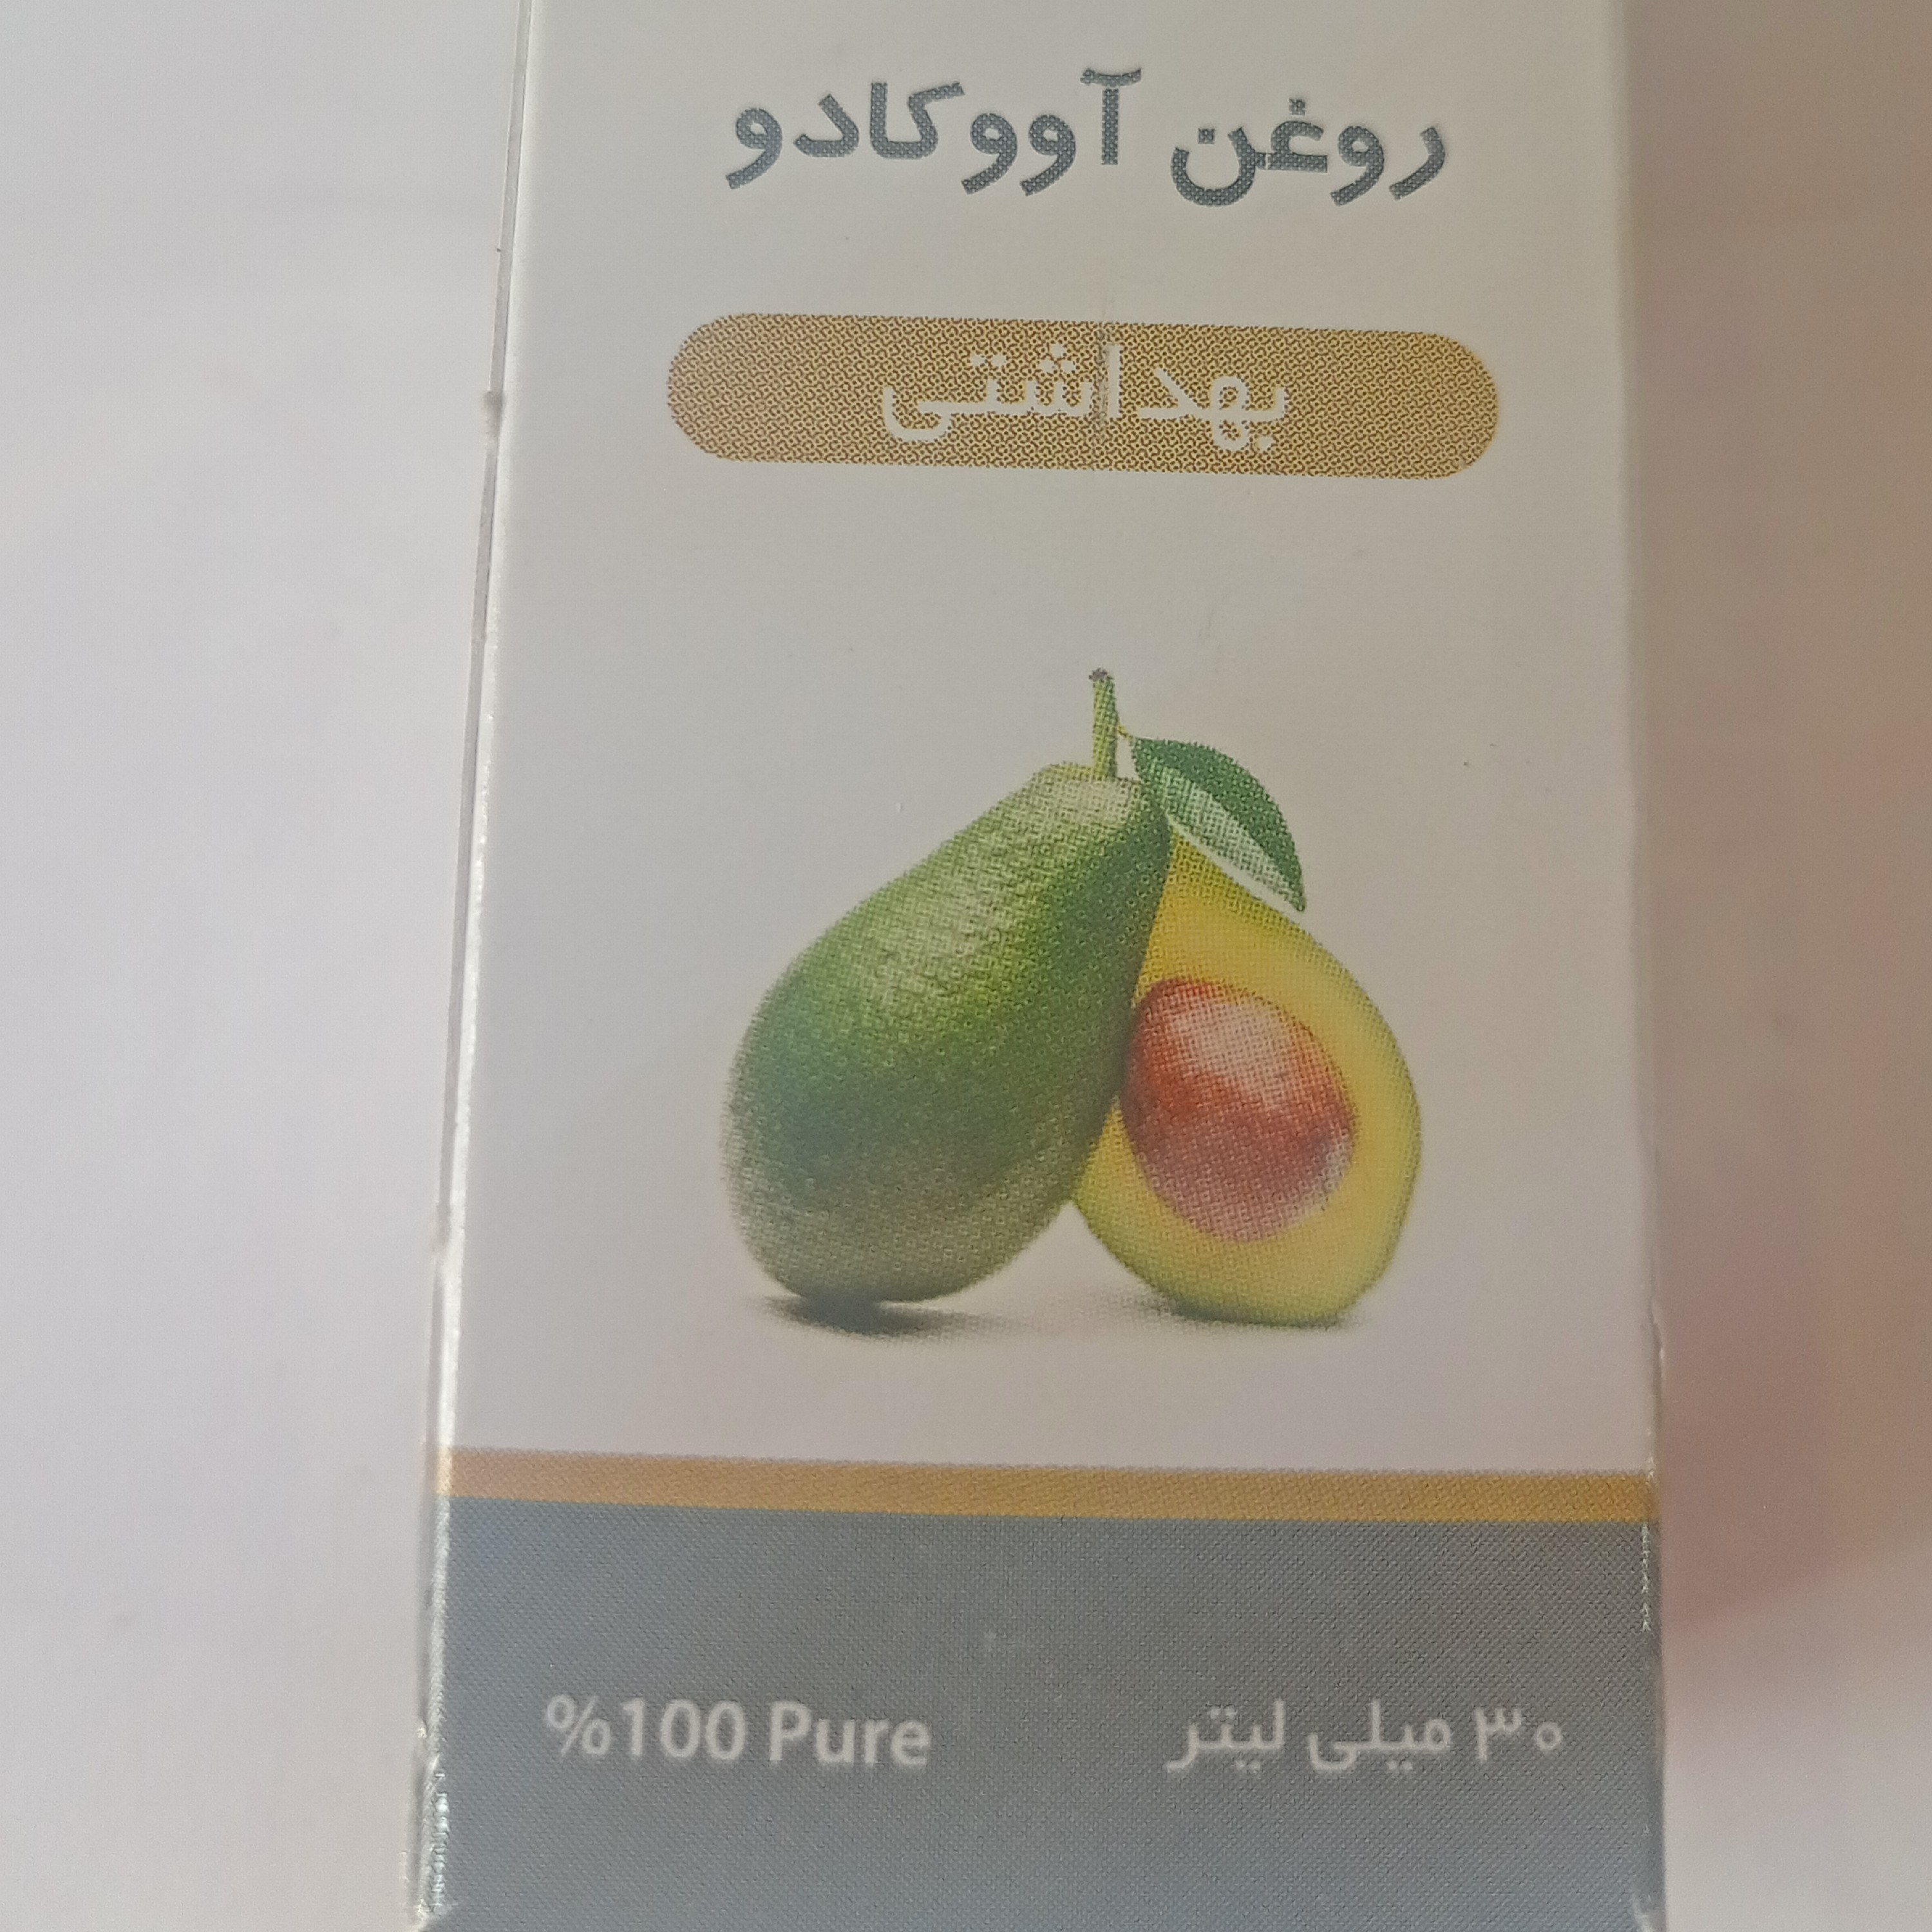 روغن آووکادو
بهداشتی
%100 Pure
۳۰ میلی لیتر